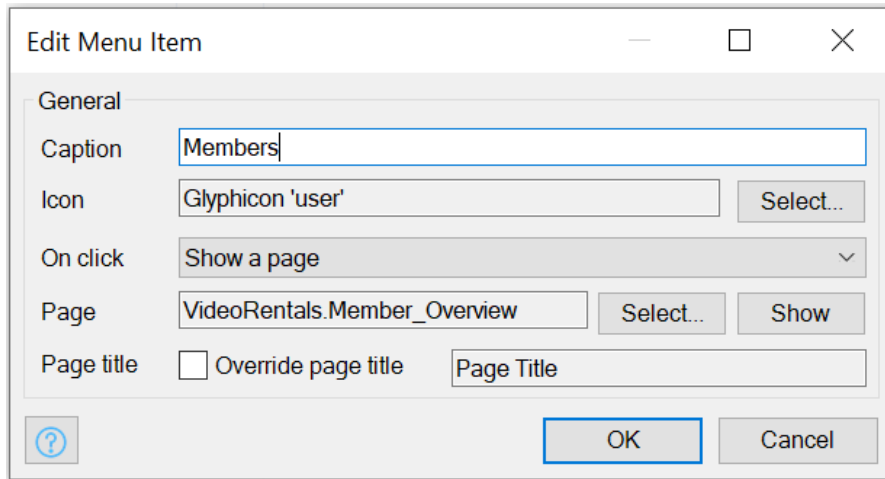 Edit Menu Item
General
Caption Members
Icon Glyphicon 'user' Select...
On click Show a page
Page VideoRentals.Member_Overview Select... Show
Page title Override page title Page Title
? OK Cancel